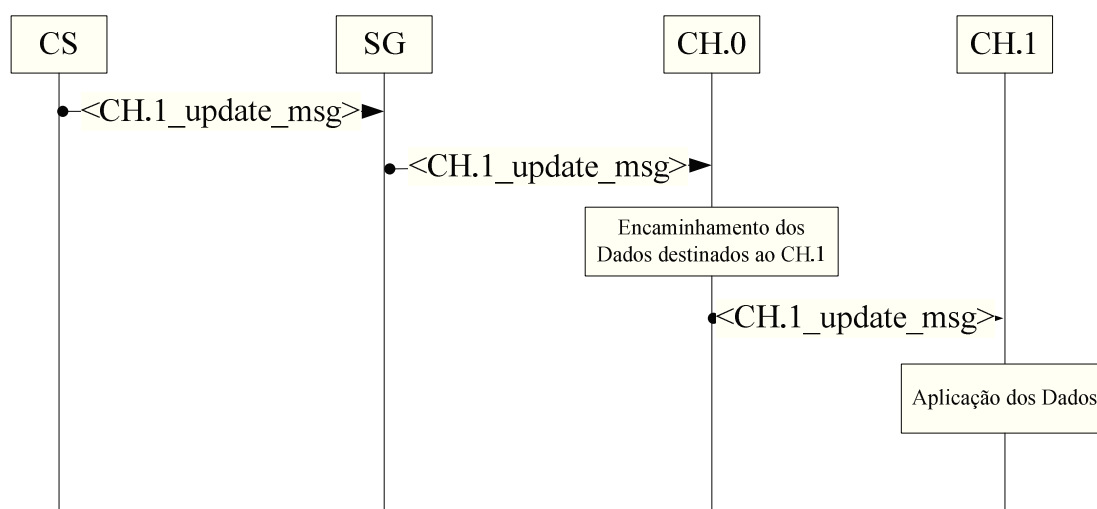 CS
SG
CH.0
CH.1
<CH.1_update_msg>
<CH.1_update_msg>
Encaminhamento dos
Dados destinados ao CH.1
<CH.1_update_msg>
Aplicação dos Dados